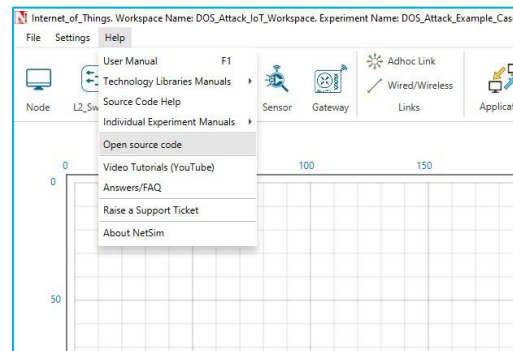 Internet_of_Things. Workspace Name: DOS_Attack_IoT_Workspace. Experiment Name: DOS_Attack_Example_Cas
File Settings Help
User Manual F1
Technology Libraries Manuals
Source Code Help
Individual Experiment Manuals
Open source code
Video Tutorials (YouTube)
Answers/FAQ
Raise a Support Ticket
About NetSim
Node
L2_Sw
Sensor
Gateway
Adhoc Link
Wired/Wireless
Links
Applicat
0 100 150
0
50